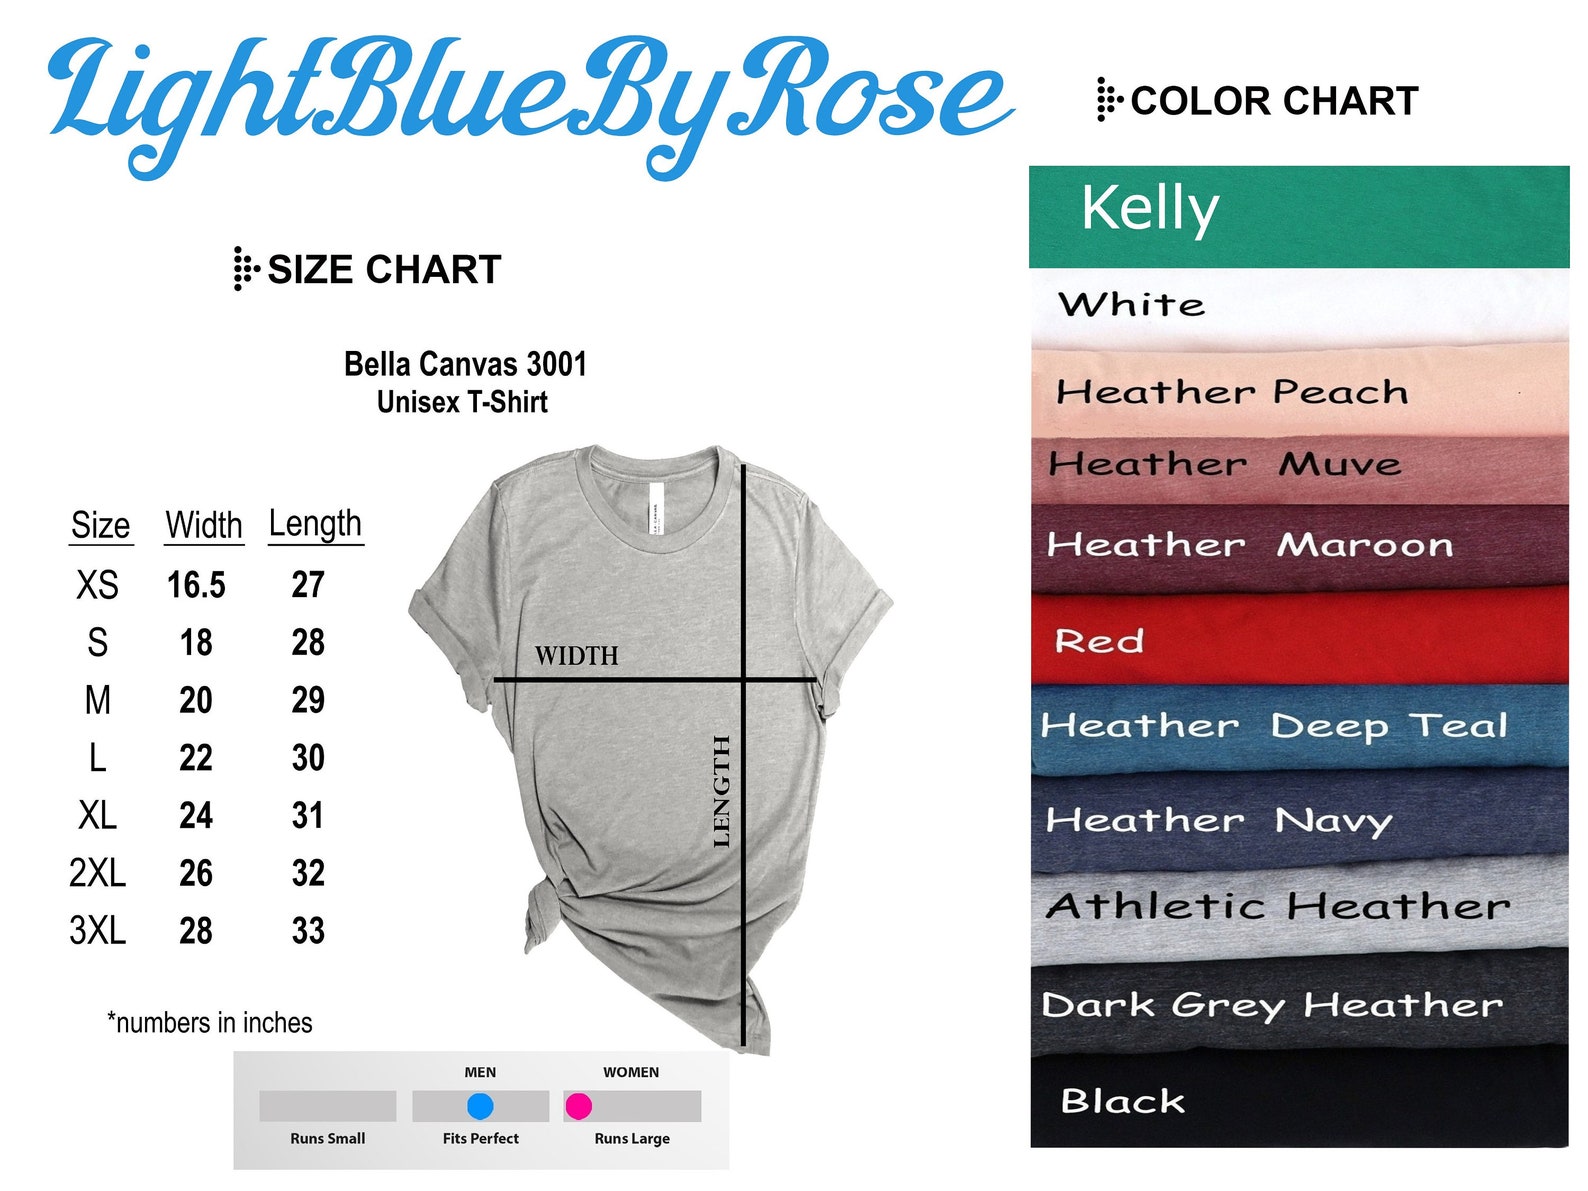 LightBlueByRose
SIZE CHART
Bella Canvas 3001
Unisex T-Shirt
Size Width Length
XS 16.5 27
S 18 28
M 20 29
L 22 30
XL 24 31
2XL 26 32
3XL 28 33
*numbers in inches
WIDTH
LENGTH
MEN WOMEN
Runs Small Fits Perfect Runs Large
COLOR CHART
Kelly
White
Heather Peach
Heather Muve
Heather Maroon
Red
Heather Deep Teal
Heather Navy
Athletic Heather
Dark Grey Heather
Black